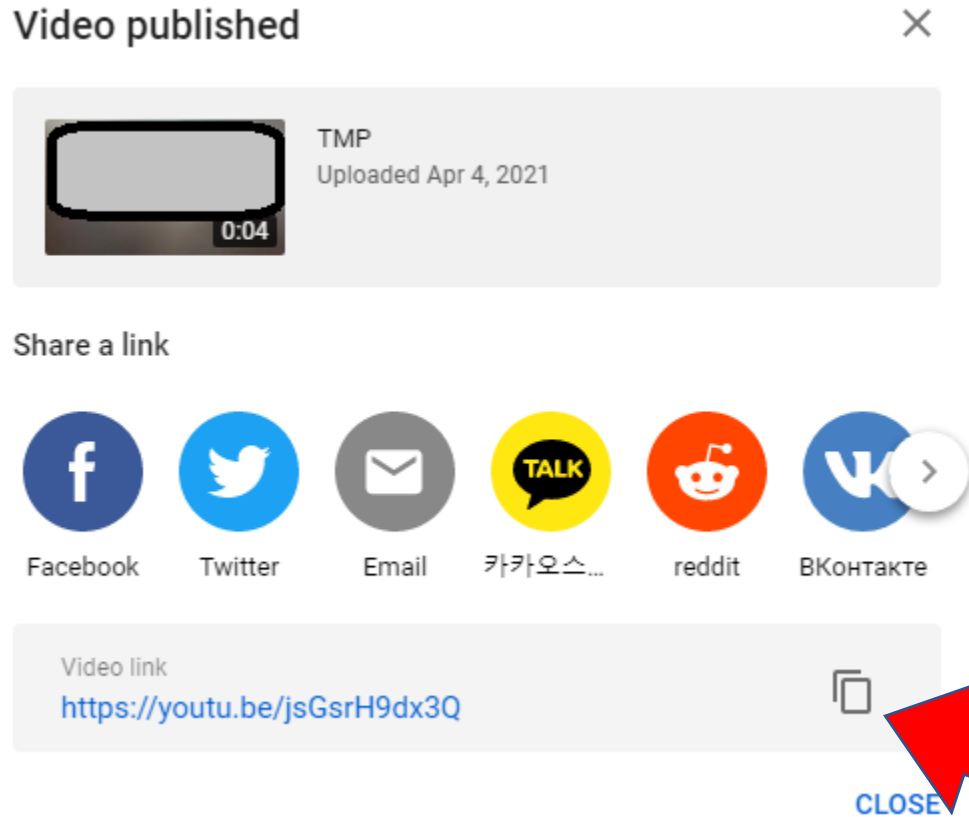 Video published
TMP
Uploaded Apr 4, 2021
0:04
Share a link
f
TALK
Facebook
Twitter
Email
카카오스...
reddit
ВКонтакте
Video link
https://youtu.be/jsGsrH9dx3Q
CLOSE